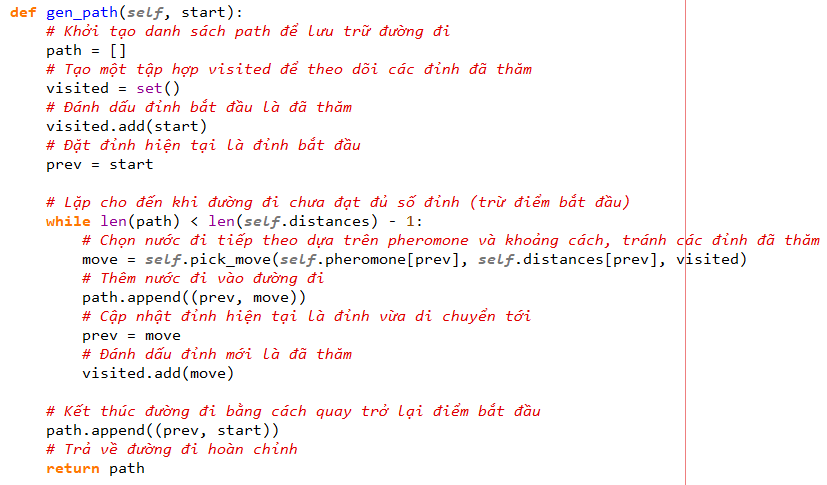 def gen_path(self, start):
    # Khởi tạo danh sách path để lưu trữ đường đi
    path = []
    # Tạo một tập hợp visited để theo dõi các đỉnh đã thăm
    visited = set()
    # Đánh dấu đỉnh bắt đầu là đã thăm
    visited.add(start)
    # Đặt đỉnh hiện tại là đỉnh bắt đầu
    prev = start

    # Lặp cho đến khi đường đi chưa đạt đủ số đỉnh (trừ điểm bắt đầu)
    while len(path) < len(self.distances) - 1:
        # Chọn nước đi tiếp theo dựa trên pheromone và khoảng cách, tránh các đỉnh đã thăm
        move = self.pick_move(self.pheromone[prev], self.distances[prev], visited)
        # Thêm nước đi vào đường đi
        path.append((prev, move))
        # Cập nhật đỉnh hiện tại là đỉnh vừa di chuyển tới
        prev = move
        # Đánh dấu đỉnh mới là đã thăm
        visited.add(move)

    # Kết thúc đường đi bằng cách quay trở lại điểm bắt đầu
    path.append((prev, start))
    # Trả về đường đi hoàn chỉnh
    return path